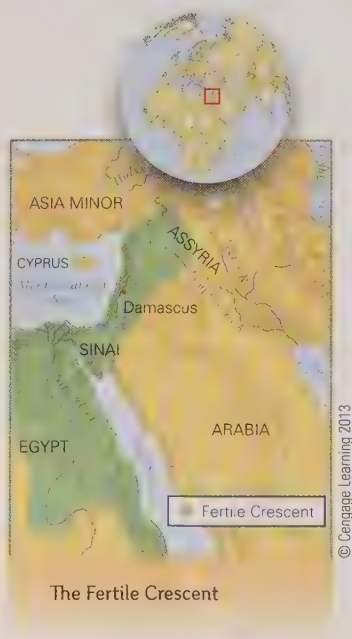 ASIA MINOR
ASSYRIA
CYPRUS
Damascus
SINAI
EGYPT
ARABIA
Fertile Crescent
The Fertile Crescent
© Cengage Learning 2013